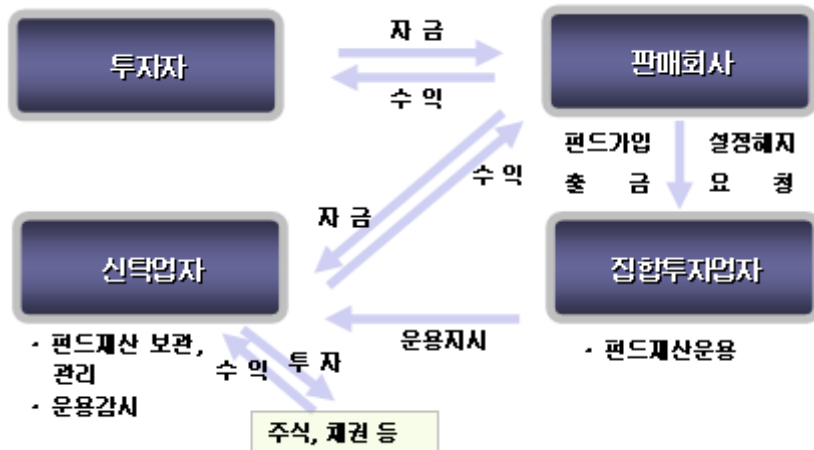 자 금
투자자
판매회사
수 익
펀드가입 설정해지
출 금 요 청
수 익
자 금
신탁업자
집합투자업자
운용지시
· 펀드재산 보관,
관리
· 운용감시
수 익
투 자
· 펀드재산운용
주식, 채권 등